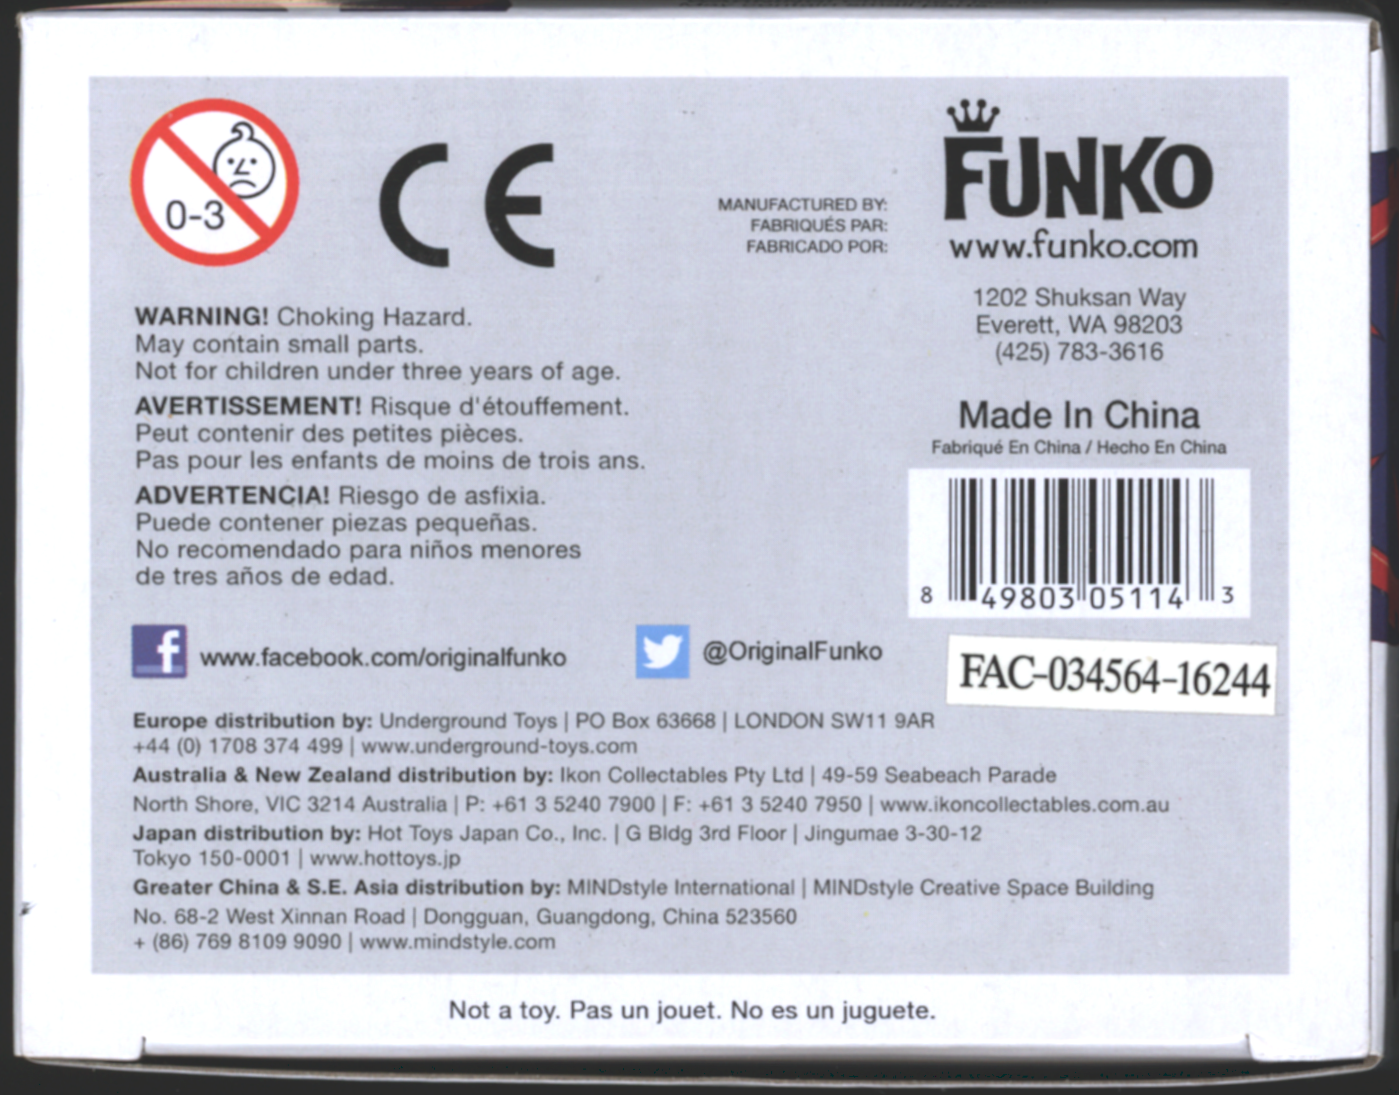 0-3
CE
MANUFACTURED BY:
FABRIQUÉS PAR:
FABRICADO POR:
FUNKO
www.funko.com
1202 Shuksan Way
Everett, WA 98203
(425) 783-3616
WARNING! Choking Hazard.
May contain small parts.
Not for children under three years of age.
AVERTISSEMENT! Risque d'étouffement.
Peut contenir des petites pièces.
Pas pour les enfants de moins de trois ans.
ADVERTENCIA! Riesgo de asfixia.
Puede contener piezas pequeñas.
No recomendado para niños menores
de tres años de edad.
Made In China
Fabriqué En China / Hecho En China
8 49803 05114 3
f www.facebook.com/originalfunko
@OriginalFunko
FAC-034564-16244
Europe distribution by: Underground Toys | PO Box 63668 | LONDON SW11 9AR
+44 (0) 1708 374 499 | www.underground-toys.com
Australia & New Zealand distribution by: Ikon Collectables Pty Ltd | 49-59 Seabeach Parade
North Shore, VIC 3214 Australia | P: +61 3 5240 7900 | F: +61 3 5240 7950 | www.ikoncollectables.com.au
Japan distribution by: Hot Toys Japan Co., Inc. | G Bldg 3rd Floor | Jingumae 3-30-12
Tokyo 150-0001 | www.hottoys.jp
Greater China & S.E. Asia distribution by: MINDstyle International | MINDstyle Creative Space Building
No. 68-2 West Xinnan Road | Dongguan, Guangdong, China 523560
+ (86) 769 8109 9090 | www.mindstyle.com
Not a toy. Pas un jouet. No es un juguete.